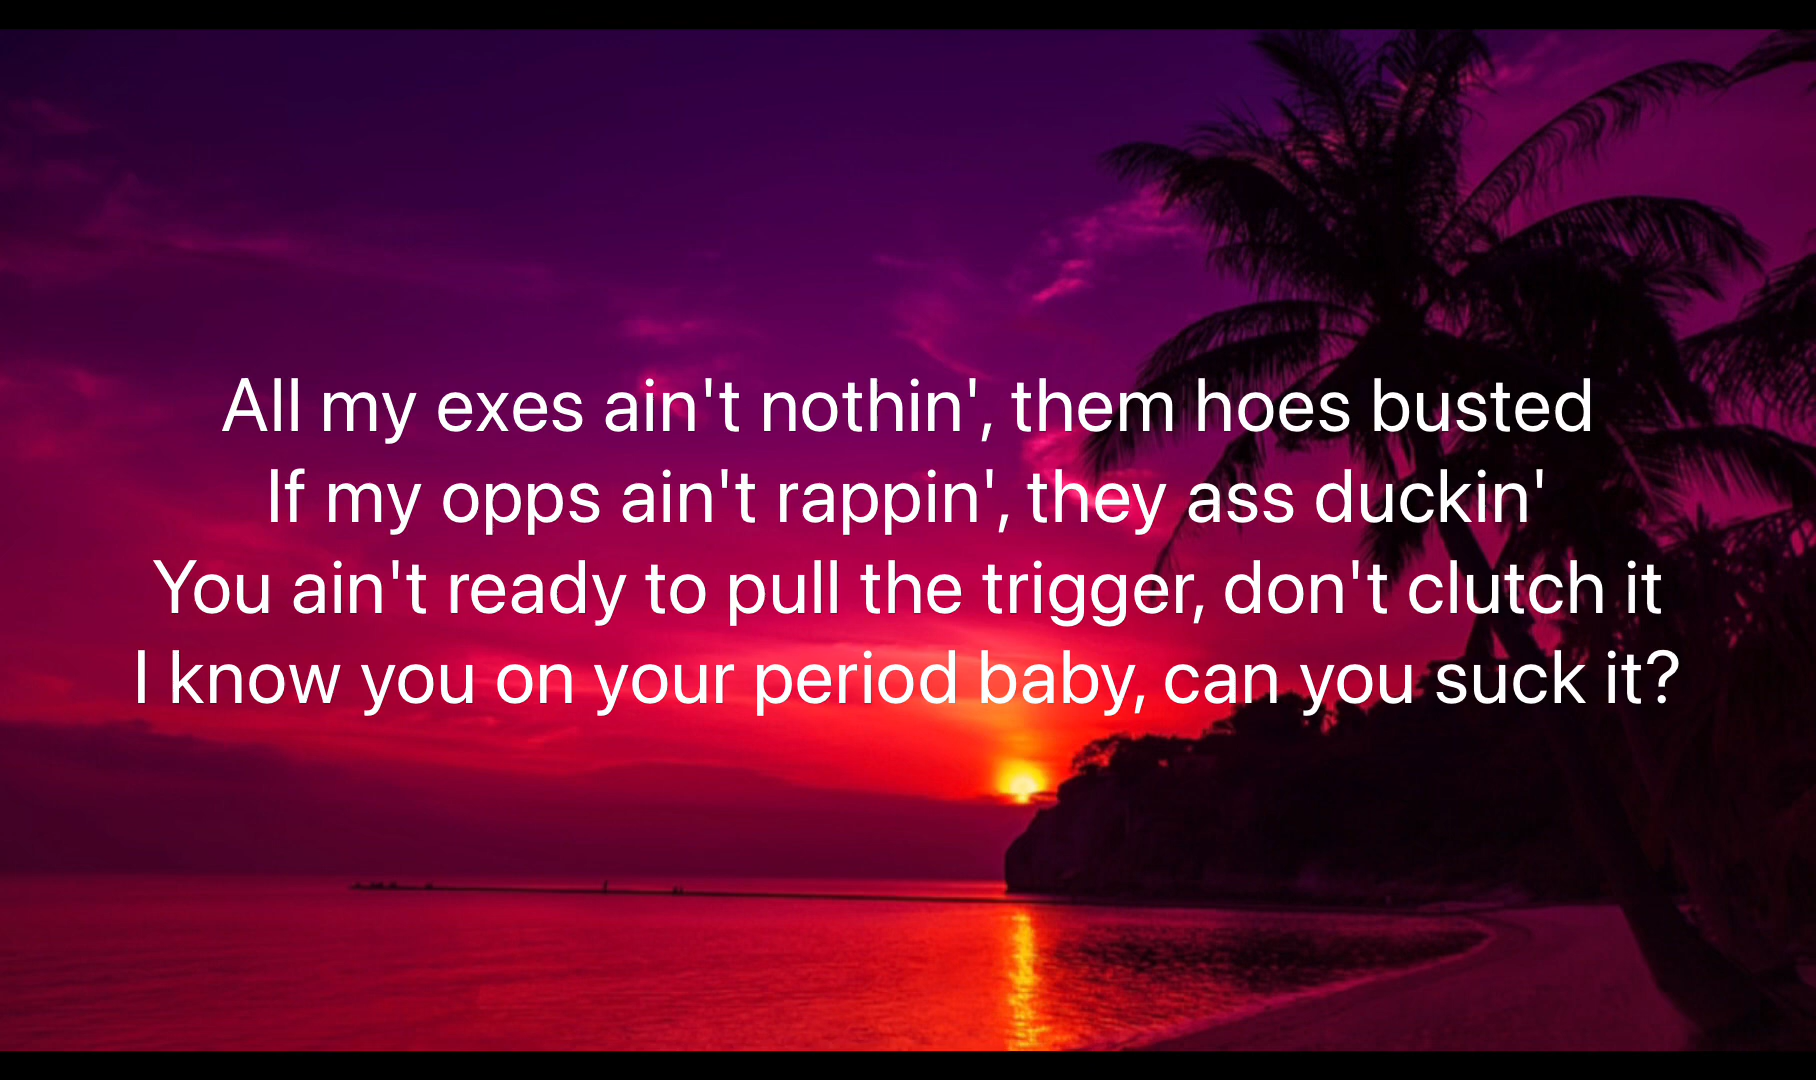 All my exes ain't nothin', them hoes busted
If my opps ain't rappin', they ass duckin'
You ain't ready to pull the trigger, don't clutch it
I know you on your period baby, can you suck it?